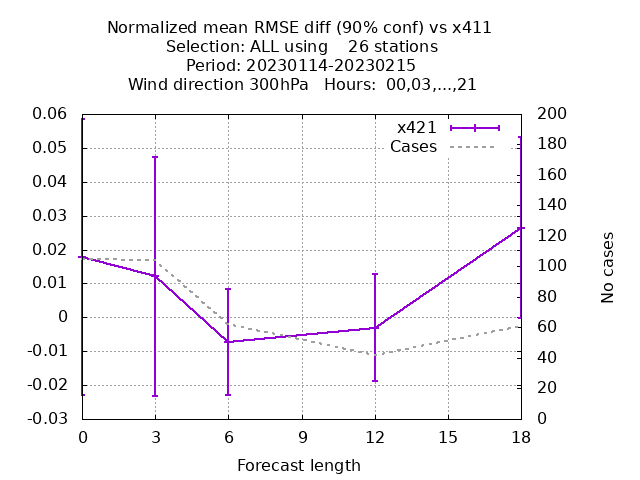 Normalized mean RMSE diff (90% conf) vs x411
Selection: ALL using    26 stations
Period: 20230114-20230215
Wind direction 300hPa   Hours:  00,03,...,21
x421
Cases
0.06
0.05
0.04
0.03
0.02
0.01
0
-0.01
-0.02
-0.03
200
180
160
140
120
100
80
60
40
20
0
No cases
0 3 6 9 12 15 18
Forecast length